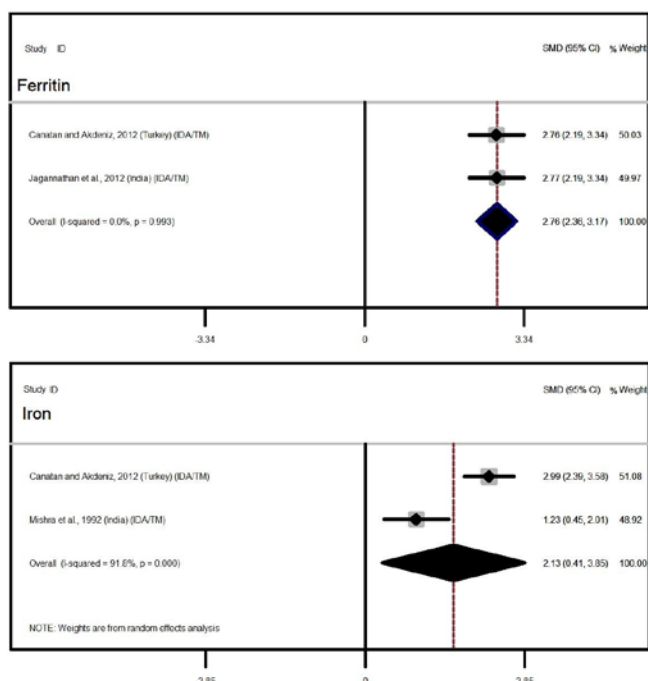 Study ID SMD (95% CI) % Weight
Ferritin
Canatan and Akdeniz, 2012 (Turkey) (IDA/TM) 2.76 (2.19, 3.34) 50.03
Jagannathan et al., 2012 (India) (IDA/TM) 2.77 (2.19, 3.34) 49.97
Overall (I-squared = 0.0%, p = 0.993) 2.76 (2.36, 3.17) 100.00
-3.34 0 3.34
Study ID SMD (95% CI) % Weight
Iron
Canatan and Akdeniz, 2012 (Turkey) (IDA/TM) 2.99 (2.39, 3.58) 51.08
Mishra et al., 1992 (India) (IDA/TM) 1.23 (0.45, 2.01) 48.92
Overall (I-squared = 91.8%, p = 0.000) 2.13 (0.41, 3.85) 100.00
NOTE: Weights are from random effects analysis
-3.85 0 3.85